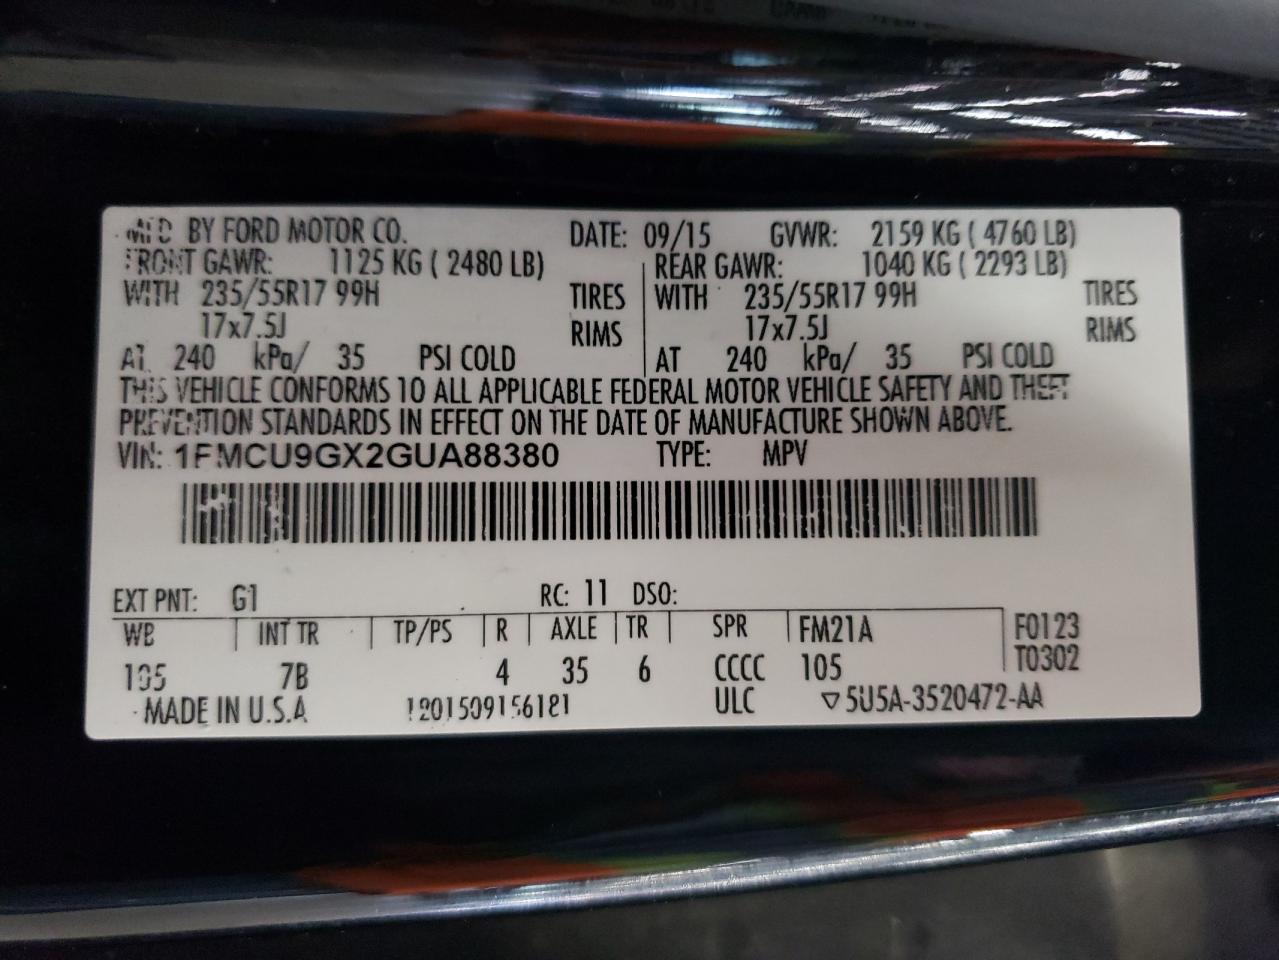 MFD BY FORD MOTOR CO. DATE: 09/15 GVWR: 2159 KG ( 4760 LB)
FRONT GAWR: 1125 KG ( 2480 LB) REAR GAWR: 1040 KG ( 2293 LB)
WITH 235/55R17 99H TIRES WITH 235/55R17 99H TIRES
17x7.5J RIMS 17x7.5J RIMS
AT 240 kPa/ 35 PSI COLD AT 240 kPa/ 35 PSI COLD
THIS VEHICLE CONFORMS TO ALL APPLICABLE FEDERAL MOTOR VEHICLE SAFETY AND THEFT
PREVENTION STANDARDS IN EFFECT ON THE DATE OF MANUFACTURE SHOWN ABOVE.
VIN: 1FMCU9GX2GUA88380 TYPE: MPV
EXT PNT: G1 RC: 11 DSO:
WB INT TR TP/PS R AXLE TR SPR FM21A F0123
105 7B 4 35 6 CCCC 105 T0302
MADE IN U.S.A 1201509156181 ULC ▽5U5A-3520472-AA